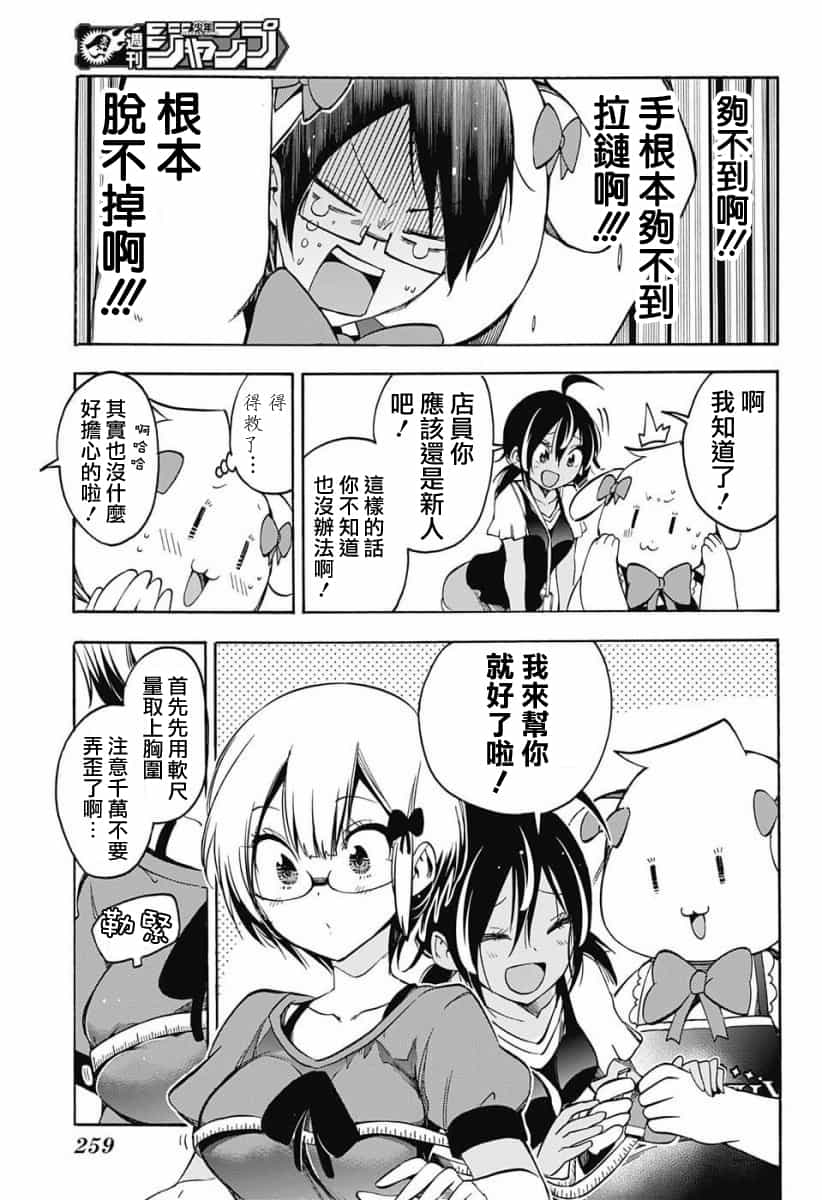 週刊
少年
ジャンプ
夠不到啊!!!
手根本夠不到
拉鏈啊!!!
根本
脫不掉啊!!!
啊
我知道了!
店員你
應該還是新人
吧!
這樣的話
你不知道
也沒辦法啊!
得
得救了…
啊哈哈
其實也沒什麼
好擔心的啦!
我來幫你
就好了啦!
首先先用軟尺
量取上胸圍
注意千萬不要
弄歪了啊…
勒緊
259